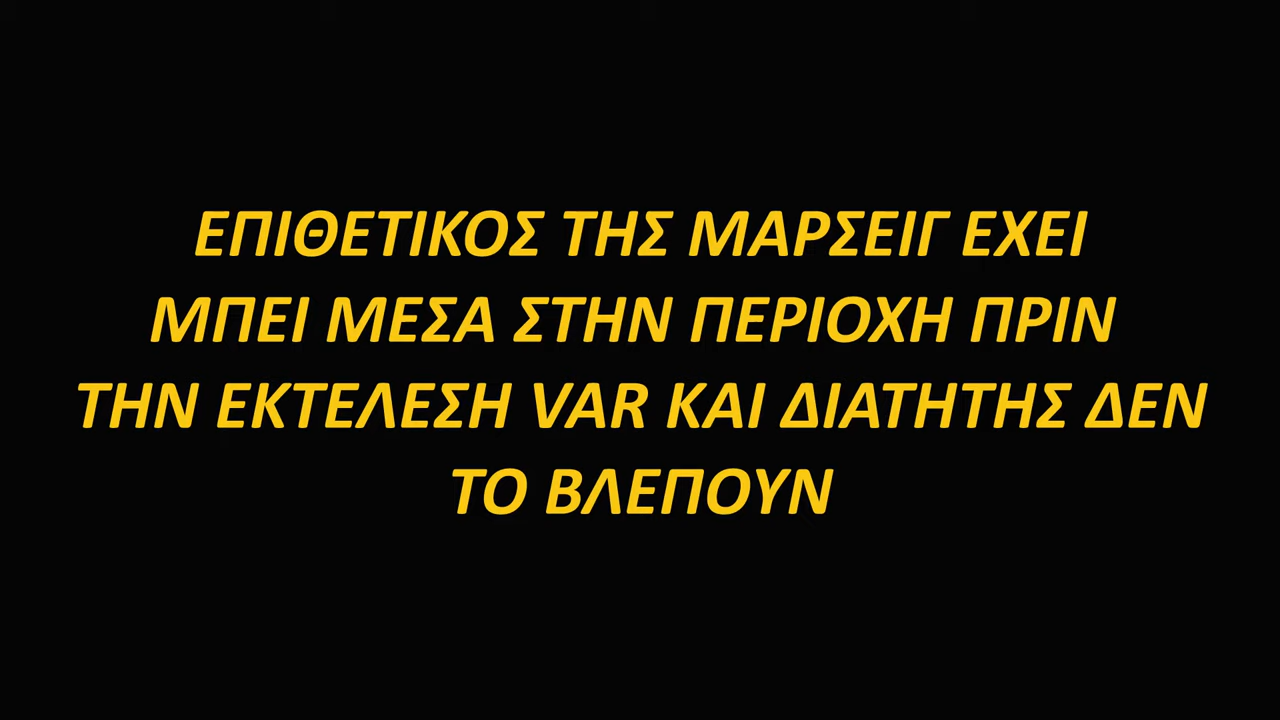 ΕΠΙΘΕΤΙΚΟΣ ΤΗΣ ΜΑΡΣΕΙΓ ΕΧΕΙ
ΜΠΕΙ ΜΕΣΑ ΣΤΗΝ ΠΕΡΙΟΧΗ ΠΡΙΝ
ΤΗΝ ΕΚΤΕΛΕΣΗ VAR ΚΑΙ ΔΙΑΤΗΤΗΣ ΔΕΝ
ΤΟ ΒΛΕΠΟΥΝ